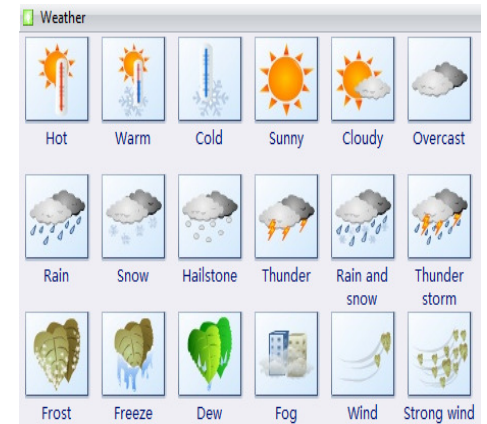 Weather
Hot Warm Cold Sunny Cloudy Overcast
Rain Snow Hailstone Thunder Rain and snow Thunder storm
Frost Freeze Dew Fog Wind Strong wind